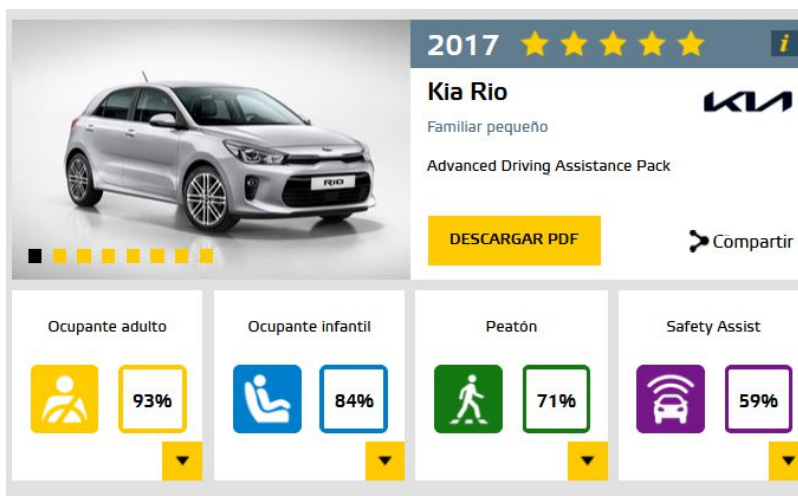 2017
i
Kia Rio
KIA
Familiar pequeño
Advanced Driving Assistance Pack
RIO
DESCARGAR PDF
Compartir
Ocupante adulto
Ocupante infantil
Peatón
Safety Assist
93%
84%
71%
59%